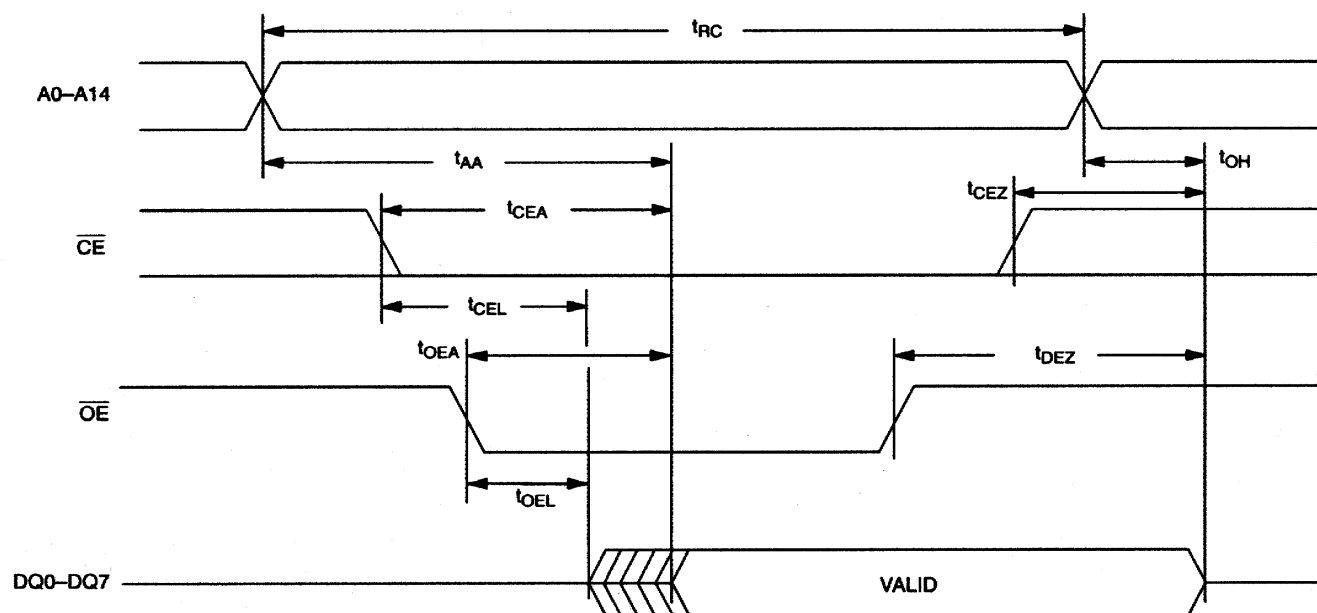 tRC
A0–A14
tAA
tOH
tCEZ
tCEA
CE
tCEL
tOEA
tDEZ
OE
tOEL
DQ0–DQ7
VALID